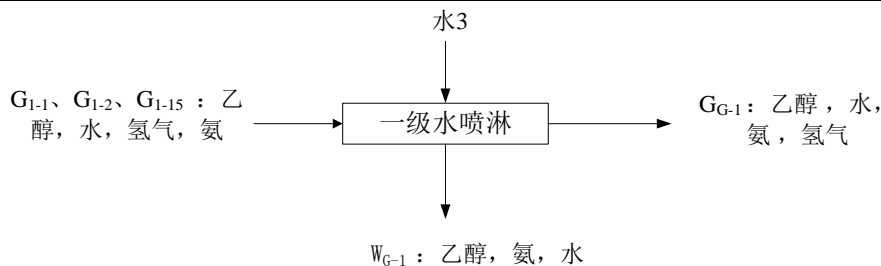 水3
G1-1、G1-2、G1-15 ：乙
醇，水，氢气，氨
一级水喷淋
GG-1：乙醇，水，
氨，氢气
WG-1：乙醇，氨，水